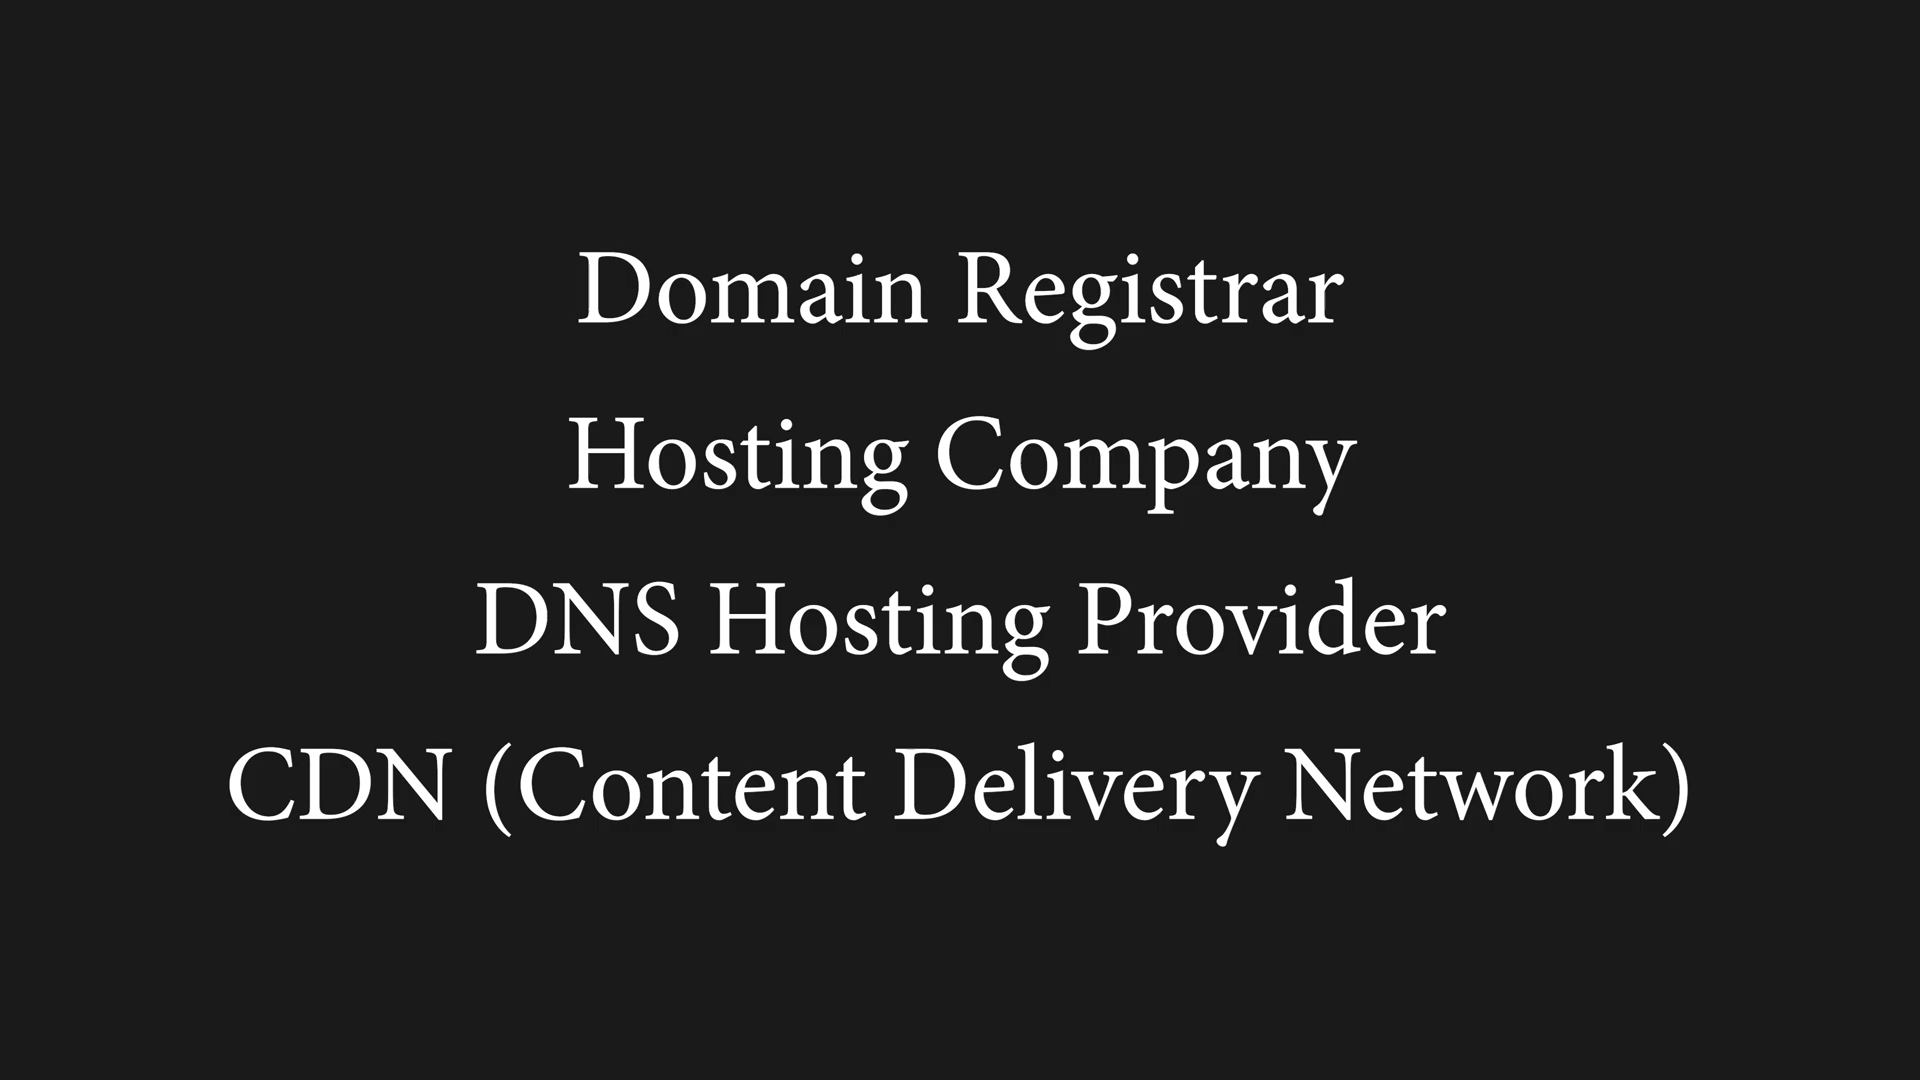 Domain Registrar
Hosting Company
DNS Hosting Provider
CDN (Content Delivery Network)